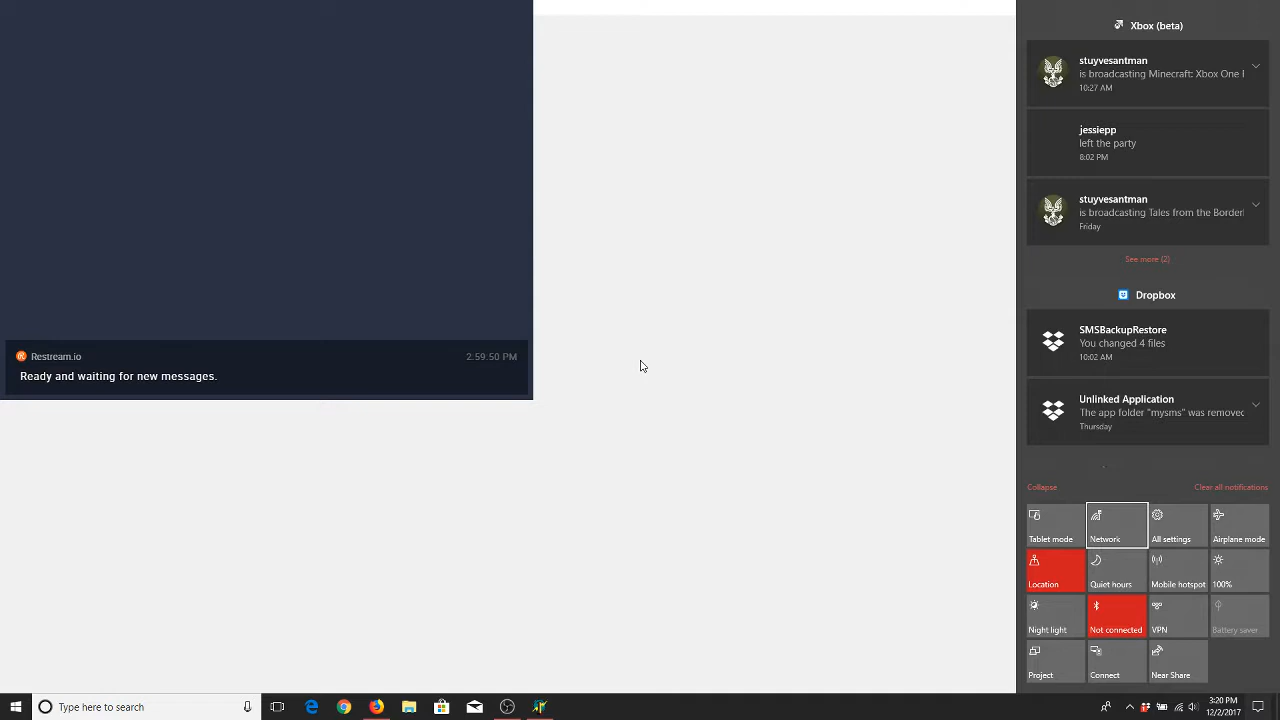 Restream.io 2:59:50 PM
Ready and waiting for new messages.
Xbox (beta)
stuyvesantman
is broadcasting Minecraft: Xbox One
10:27 AM
jessiepp
left the party
8:02 PM
stuyvesantman
is broadcasting Tales from the Border
Friday
See more (2)
Dropbox
SMSBackupRestore
You changed 4 files
10:02 AM
Unlinked Application
The app folder "mysms" was removed
Thursday
Collapse Clear all notifications
Tablet mode Network All settings Airplane mode
Location Quiet hours Mobile hotspot 100%
Night light Not connected VPN Battery saver
Project Connect Near Share
Type here to search
3:20 PM
12/2/2017